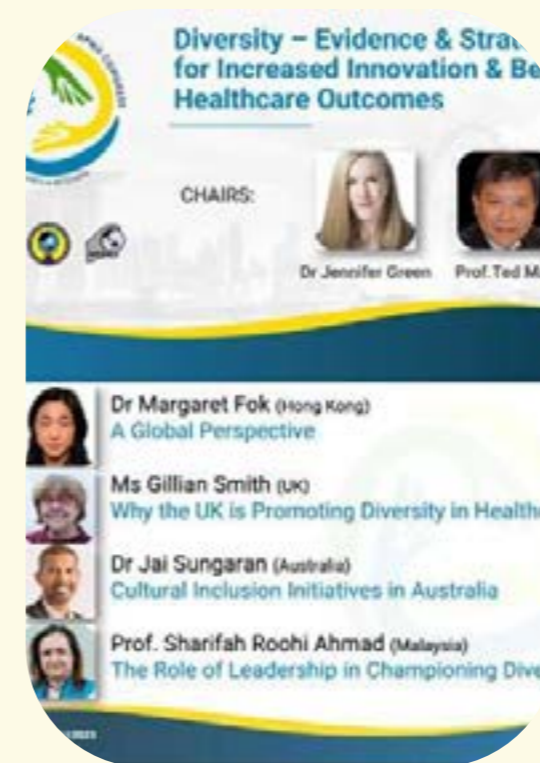 Diversity – Evidence & Strat
for Increased Innovation & Be
Healthcare Outcomes
CHAIRS:
Dr Jennifer Green
Prof. Ted M
Dr Margaret Fok (Hong Kong)
A Global Perspective
Ms Gillian Smith (UK)
Why the UK is Promoting Diversity in Health
Dr Jai Sungaran (Australia)
Cultural Inclusion Initiatives in Australia
Prof. Sharifah Roohi Ahmad (Malaysia)
The Role of Leadership in Championing Dive